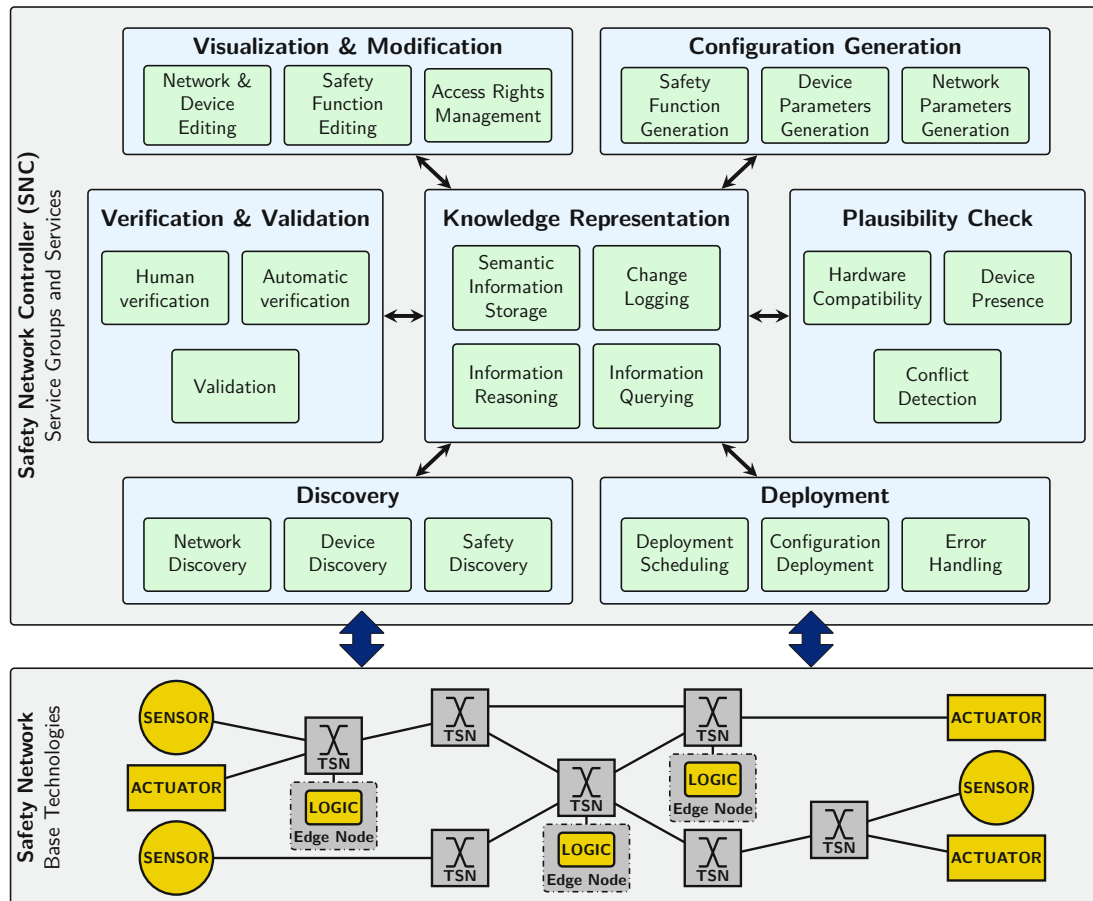 Safety Network Controller (SNC)
Service Groups and Services
Visualization & Modification
Network &
Device
Editing
Safety
Function
Editing
Access Rights
Management
Configuration Generation
Safety
Function
Generation
Device
Parameters
Generation
Network
Parameters
Generation
Verification & Validation
Human
verification
Automatic
verification
Validation
Knowledge Representation
Semantic
Information
Storage
Change
Logging
Information
Reasoning
Information
Querying
Plausibility Check
Hardware
Compatibility
Device
Presence
Conflict
Detection
Discovery
Network
Discovery
Device
Discovery
Safety
Discovery
Deployment
Deployment
Scheduling
Configuration
Deployment
Error
Handling
Safety Network
Base Technologies
SENSOR
ACTUATOR
SENSOR
TSN
LOGIC
Edge Node
TSN
TSN
TSN
LOGIC
Edge Node
TSN
LOGIC
Edge Node
TSN
TSN
ACTUATOR
SENSOR
ACTUATOR